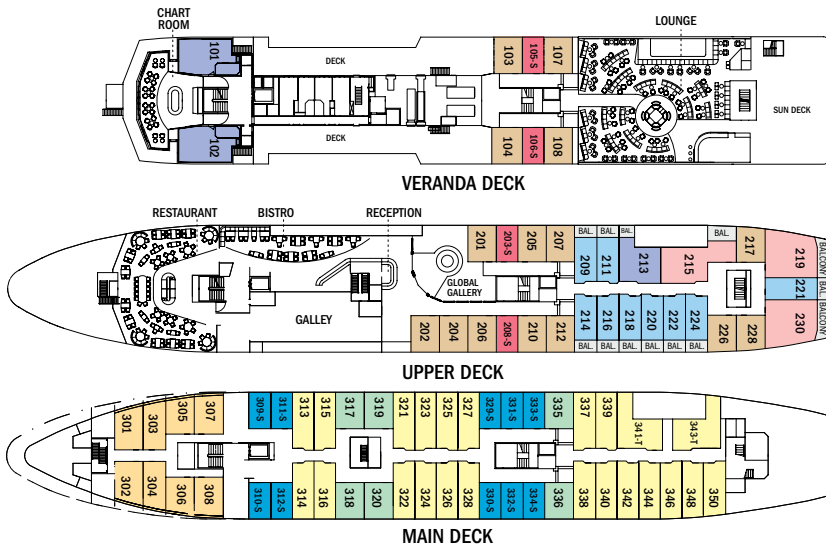 CHART
ROOM
LOUNGE
101
DECK
103
105-S
107
SUN DECK
102
DECK
104
106-S
108
VERANDA DECK
RESTAURANT
BISTRO
RECEPTION
201
203-S
205
207
BAL.
BAL.
BAL.
BAL.
209
211
213
215
217
219
BALCONY
221
BAL.
230
BALCONY
GLOBAL
GALLERY
GALLEY
202
204
206
208-S
210
212
214
216
218
220
222
224
226
228
BAL.
BAL.
BAL.
BAL.
BAL.
BAL.
UPPER DECK
301
303
305
307
309-S
311-S
313
315
317
319
321
323
325
327
329-S
331-S
333-S
335
337
339
341-T
343-T
302
304
306
308
310-S
312-S
314
316
318
320
322
324
326
328
330-S
332-S
334-S
336
338
340
342
344
346
348
350
MAIN DECK